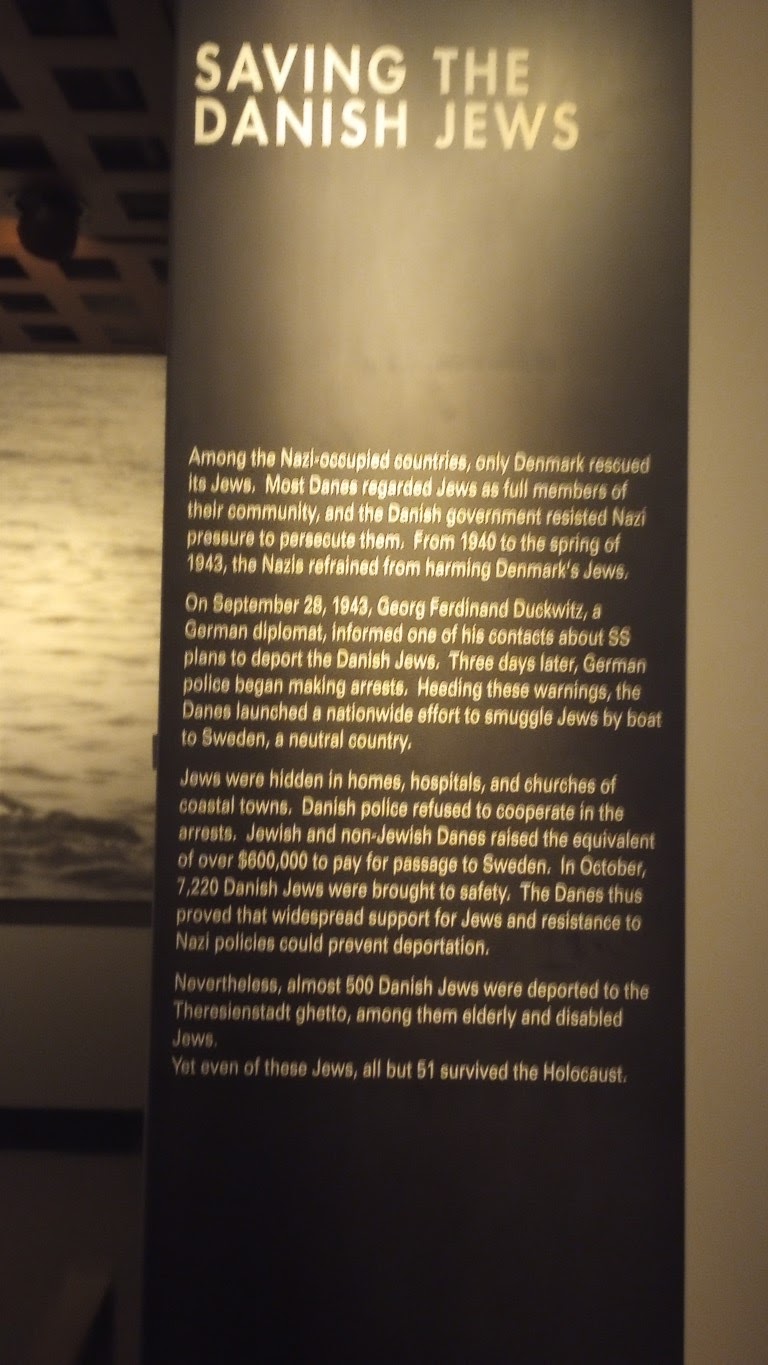 SAVING THE
DANISH JEWS
Among the Nazi-occupied countries, only Denmark rescued
its Jews. Most Danes regarded Jews as full members of
their community, and the Danish government resisted Nazi
pressure to persecute them. From 1940 to the spring of
1943, the Nazis refrained from harming Denmark's Jews.
On September 28, 1943, Georg Ferdinand Duckwitz, a
German diplomat, informed one of his contacts about SS
plans to deport the Danish Jews. Three days later, German
police began making arrests. Heeding these warnings, the
Danes launched a nationwide effort to smuggle Jews by boat
to Sweden, a neutral country.
Jews were hidden in homes, hospitals, and churches of
coastal towns. Danish police refused to cooperate in the
arrests. Jewish and non-Jewish Danes raised the equivalent
of over $600,000 to pay for passage to Sweden. In October,
7,220 Danish Jews were brought to safety. The Danes thus
proved that widespread support for Jews and resistance to
Nazi policies could prevent deportation.
Nevertheless, almost 500 Danish Jews were deported to the
Theresienstadt ghetto, among them elderly and disabled
Jews.
Yet even of these Jews, all but 51 survived the Holocaust.